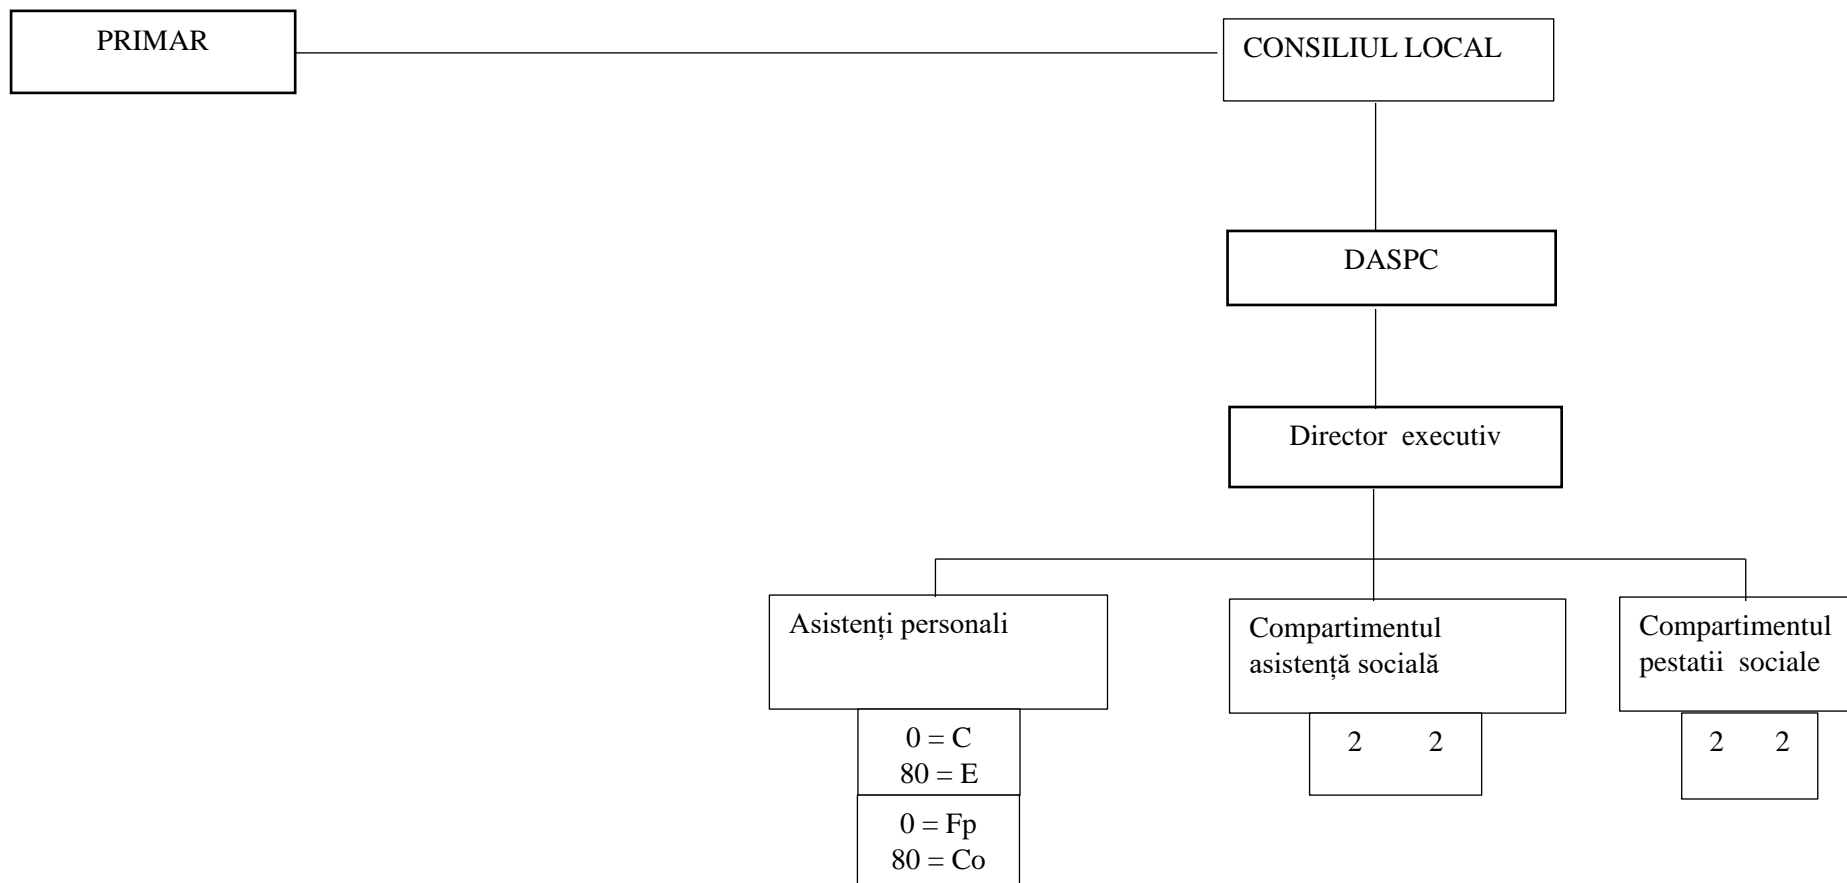 PRIMAR
CONSILIUL LOCAL
DASPC
Director executiv
Asistenți personali
Compartimentul
asistență socială
Compartimentul
pestatii sociale
0 = C
80 = E
2 2
2 2
0 = Fp
80 = Co